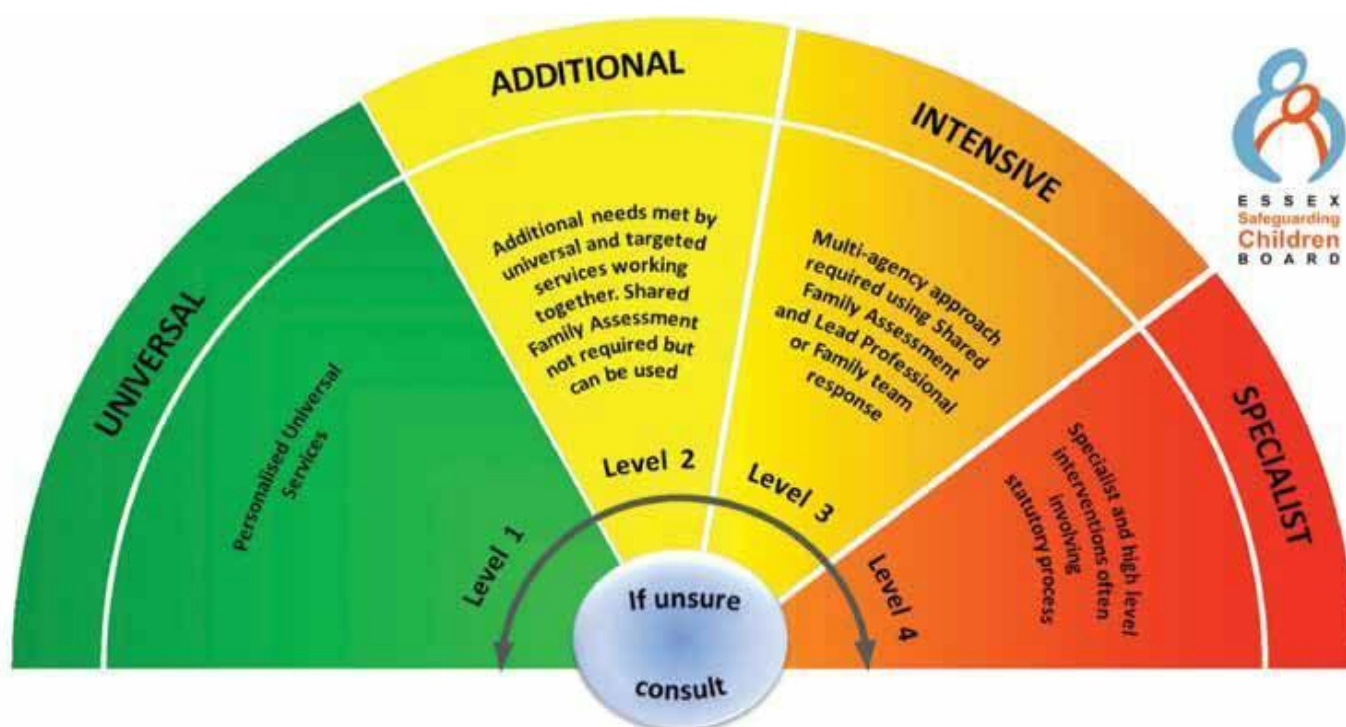 UNIVERSAL
Personalised Universal
Services
Level 1
ADDITIONAL
Additional needs met by
universal and targeted
services working
together. Shared
Family Assessment
not required but
can be used
Level 2
INTENSIVE
Multi-agency approach
required using Shared
Family Assessment
and Lead Professional
or Family team
response
Level 3
SPECIALIST
Specialist and high level
interventions often
involving
statutory process
Level 4
If unsure
consult
ESSEX
Safeguarding
Children
BOARD